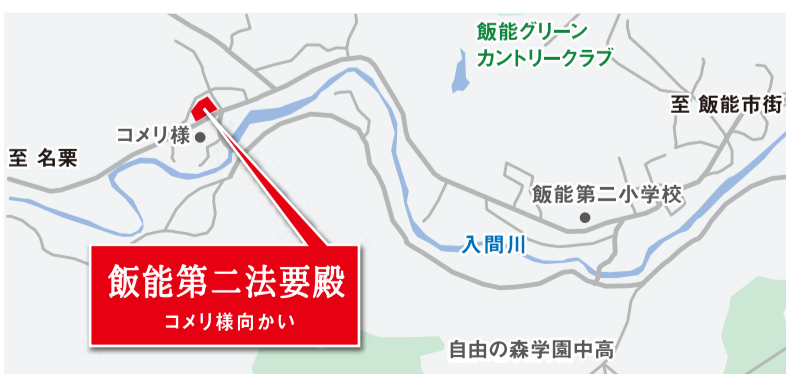 飯能グリーン
カントリークラブ
至 飯能市街
コメリ様
至 名栗
飯能第二小学校
入間川
飯能第二法要殿
コメリ様向かい
自由の森学園中高